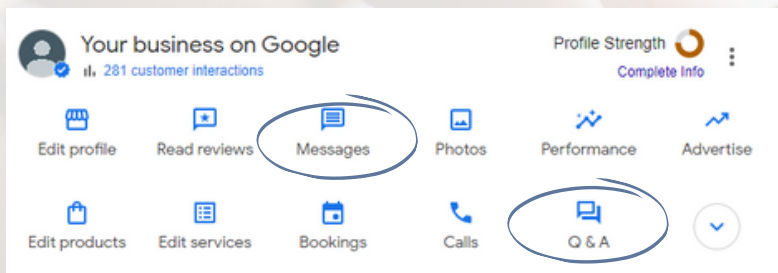 Your business on Google
281 customer interactions
Profile Strength
Complete Info
Edit profile
Read reviews
Messages
Photos
Performance
Advertise
Edit products
Edit services
Bookings
Calls
Q & A